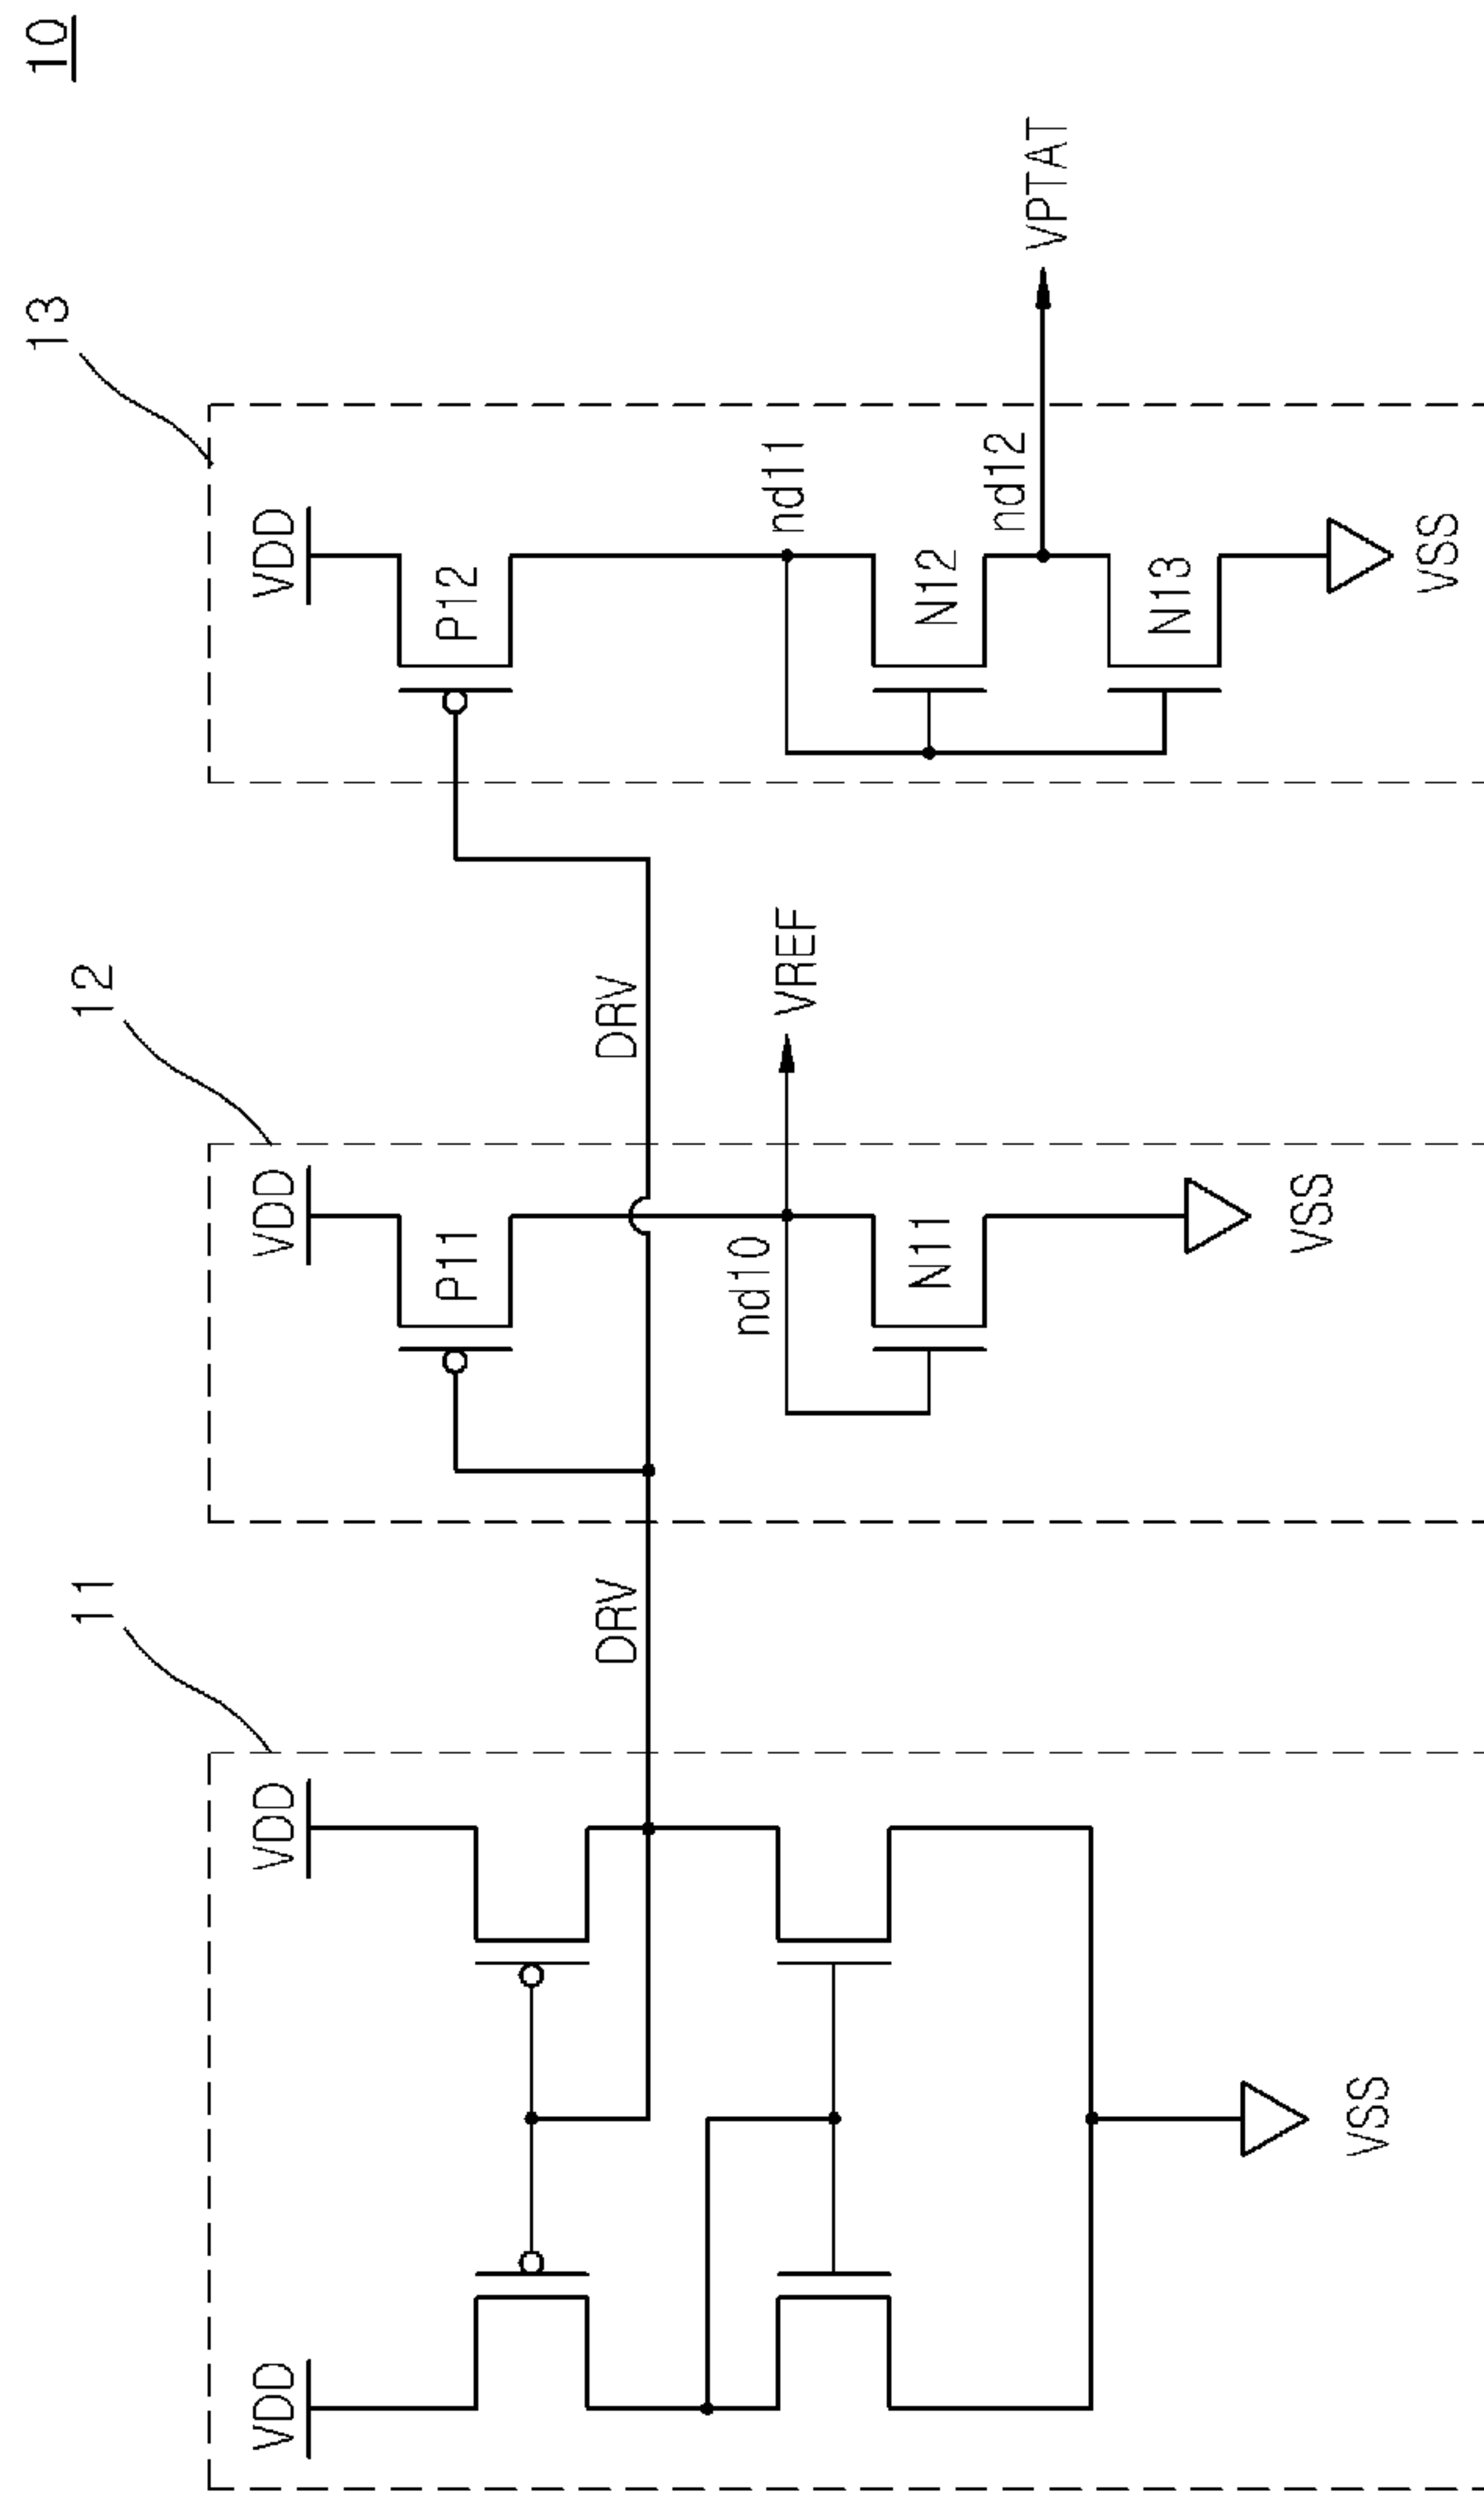 10
11
12
13
VDD
VDD
VDD
VDD
P11
P12
DRV
DRV
nd10
VREF
nd11
N11
N12
nd12
VPTAT
N13
VSS
VSS
VSS